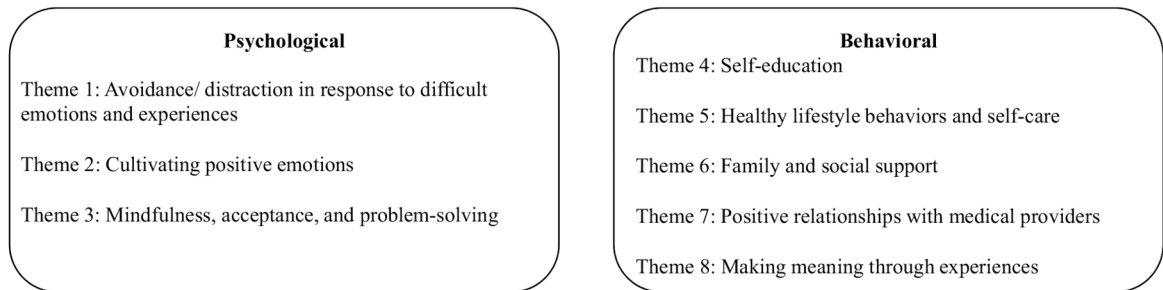 Psychological
Theme 1: Avoidance/ distraction in response to difficult
emotions and experiences
Theme 2: Cultivating positive emotions
Theme 3: Mindfulness, acceptance, and problem-solving
Behavioral
Theme 4: Self-education
Theme 5: Healthy lifestyle behaviors and self-care
Theme 6: Family and social support
Theme 7: Positive relationships with medical providers
Theme 8: Making meaning through experiences